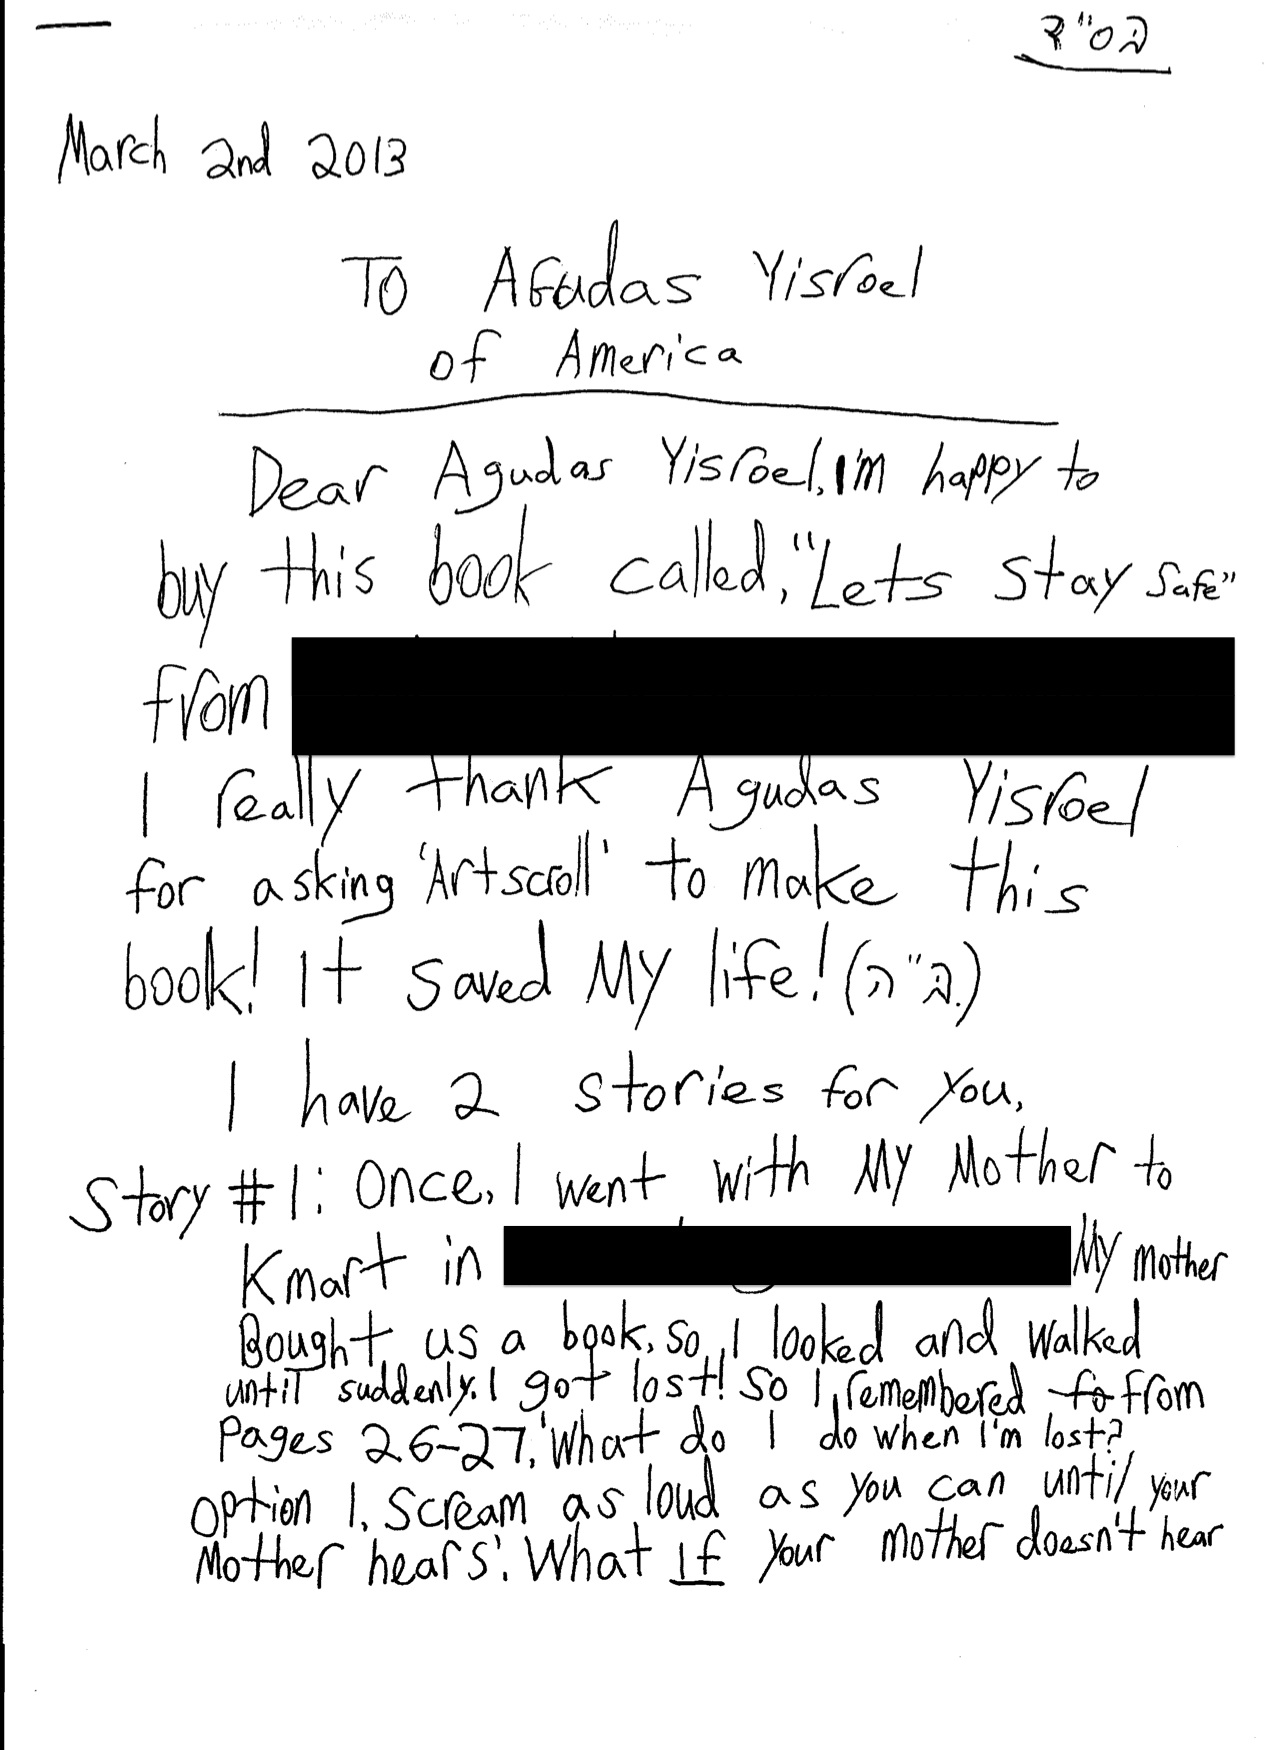 בס"ד
March 2nd 2013
TO AGudas Yisroel
of America
Dear Agudas Yisroel, I'm happy to
buy this book called, "Lets Stay Safe"
from
I really thank Agudas Yisroel
for asking 'Artscroll' to make this
book! It saved My life! (ב"ה.)
I have 2 stories for you,
Story #1: Once, I went with My Mother to
Kmart in My mother
Bought us a book, so, I looked and walked
until suddenly. I got lost! So I, remembered fo from
Pages 26-27, 'What do I do when I'm lost?
option 1. Scream as loud as you can until your
Mother hears'. What If your mother doesn't hear